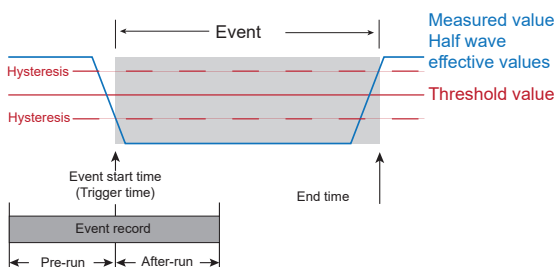 Event
Measured value
Half wave
effective values
Hysteresis
Threshold value
Hysteresis
Event start time
(Trigger time)
End time
Event record
Pre-run
After-run